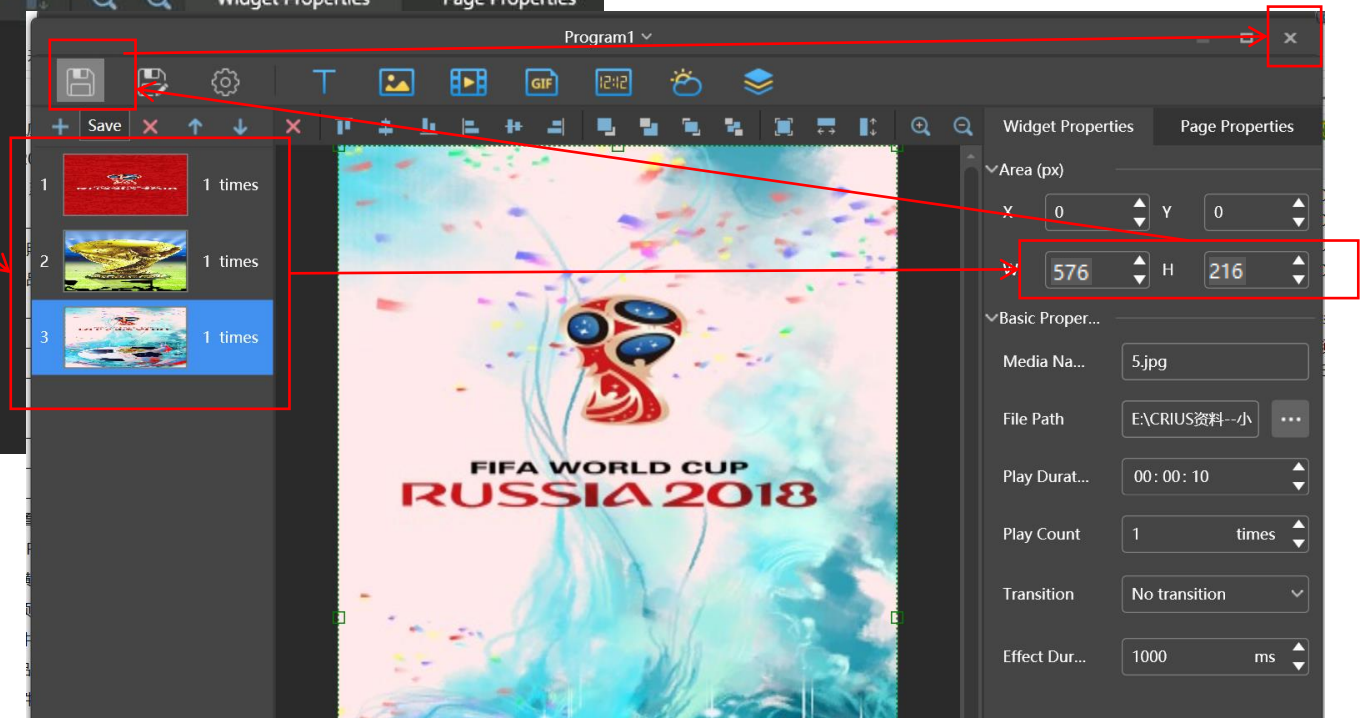 Widget Properties Page Properties
Program1
GIF
12:12
Save
Widget Properties Page Properties
1 1 times
2 1 times
3 1 times
Area (px)
X 0 Y 0
W 576 H 216
Basic Proper...
Media Na... 5.jpg
File Path E:\CRIUS资料--小 ...
Play Durat... 00:00:10
Play Count 1 times
Transition No transition
Effect Dur... 1000 ms
FIFA WORLD CUP
RUSSIA 2018